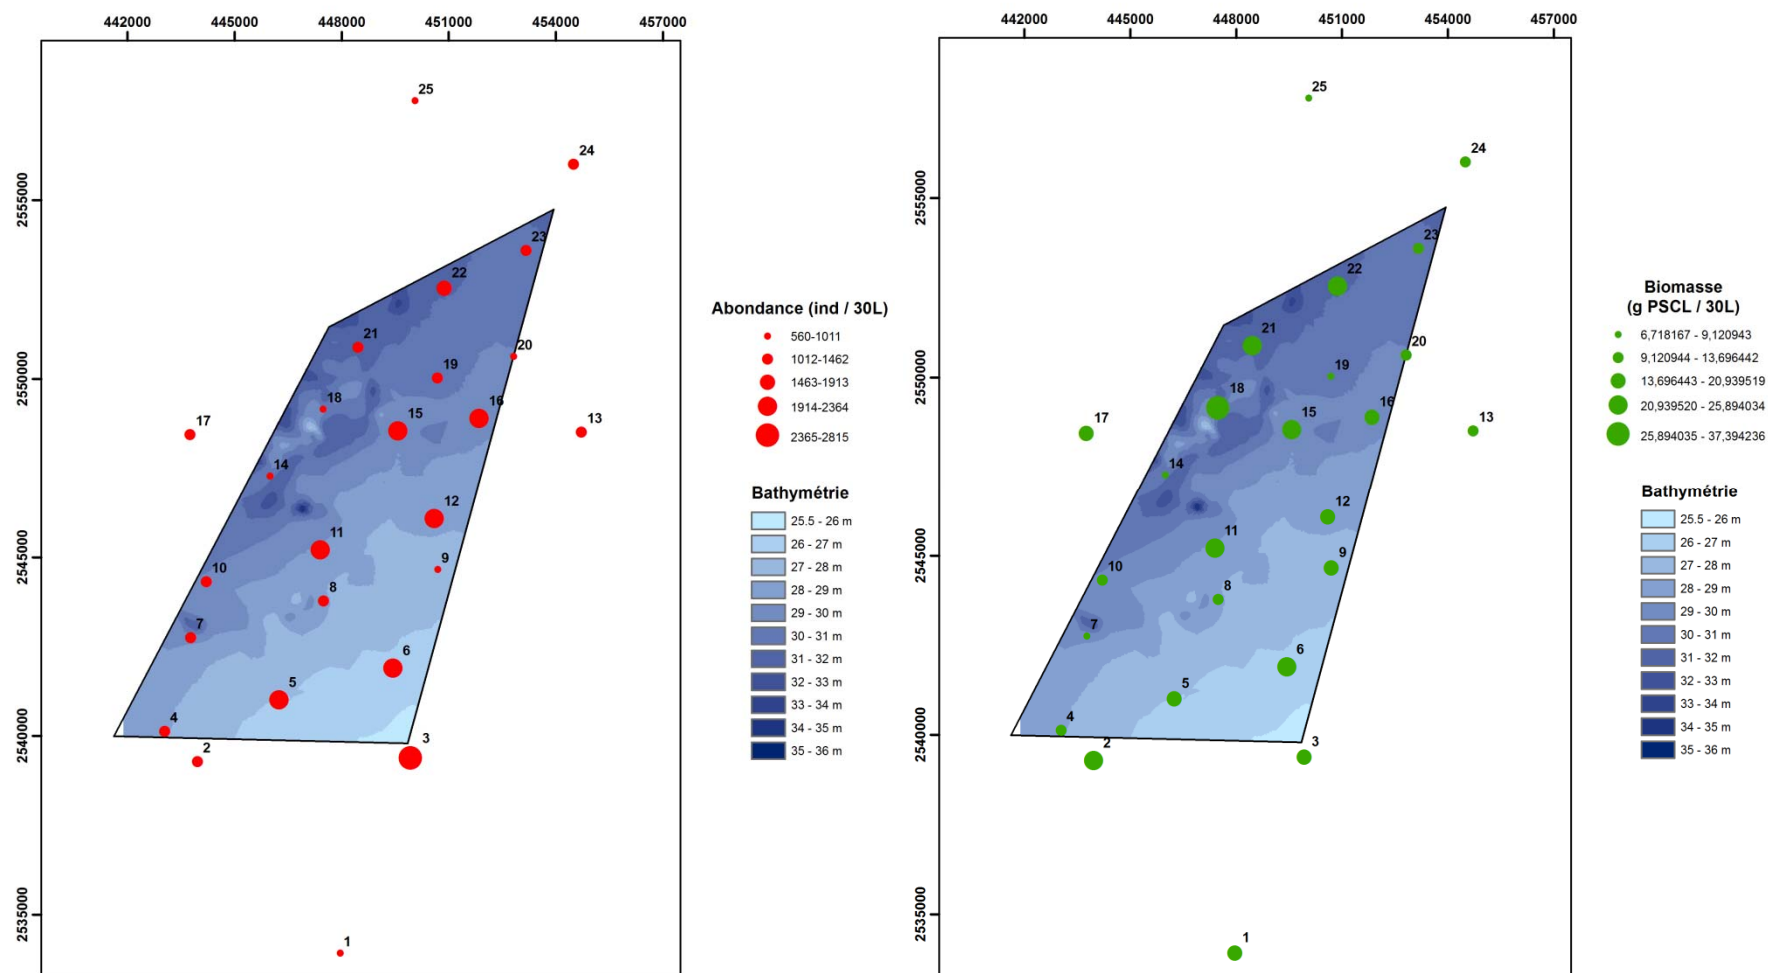 442000 445000 448000 451000 454000 457000
25
24
2555000
23
22
21
20
2550000
19
18
15
16
17
13
14
12
11
2545000
9
10
8
7
6
5
4
2540000
2
3
2535000
1
Abondance (ind / 30L)
560-1011
1012-1462
1463-1913
1914-2364
2365-2815
Bathymétrie
25.5 - 26 m
26 - 27 m
27 - 28 m
28 - 29 m
29 - 30 m
30 - 31 m
31 - 32 m
32 - 33 m
33 - 34 m
34 - 35 m
35 - 36 m
442000 445000 448000 451000 454000 457000
25
24
2555000
23
22
21
20
2550000
19
18
16
15
17
13
14
12
11
2545000
9
10
8
7
6
5
4
2540000
2
3
2535000
1
Biomasse
(g PSCL / 30L)
6,718167 - 9,120943
9,120944 - 13,696442
13,696443 - 20,939519
20,939520 - 25,894034
25,894035 - 37,394236
Bathymétrie
25.5 - 26 m
26 - 27 m
27 - 28 m
28 - 29 m
29 - 30 m
30 - 31 m
31 - 32 m
32 - 33 m
33 - 34 m
34 - 35 m
35 - 36 m